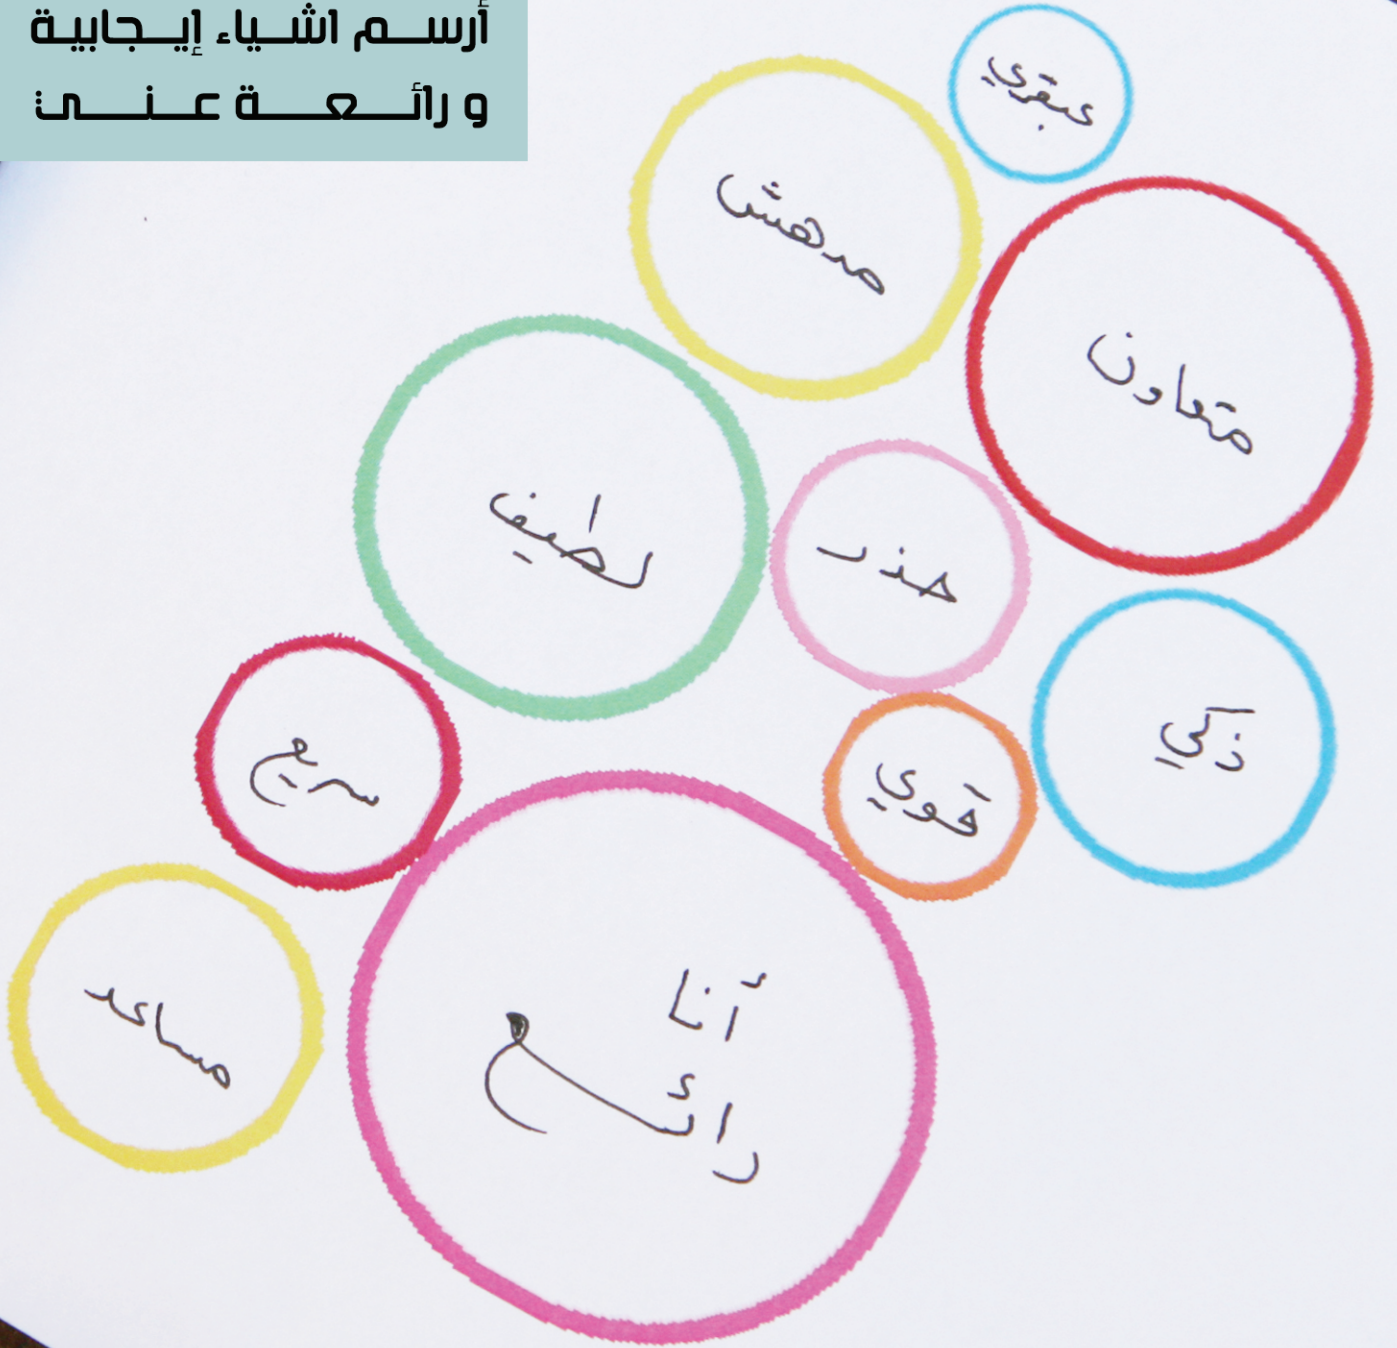 أرسم اشياء إيجابية
و رائعة عني
عبقري
مدهش
متعاون
لطيف
حذر
ذكي
قوي
سريع
مساعد
أنا
رائع